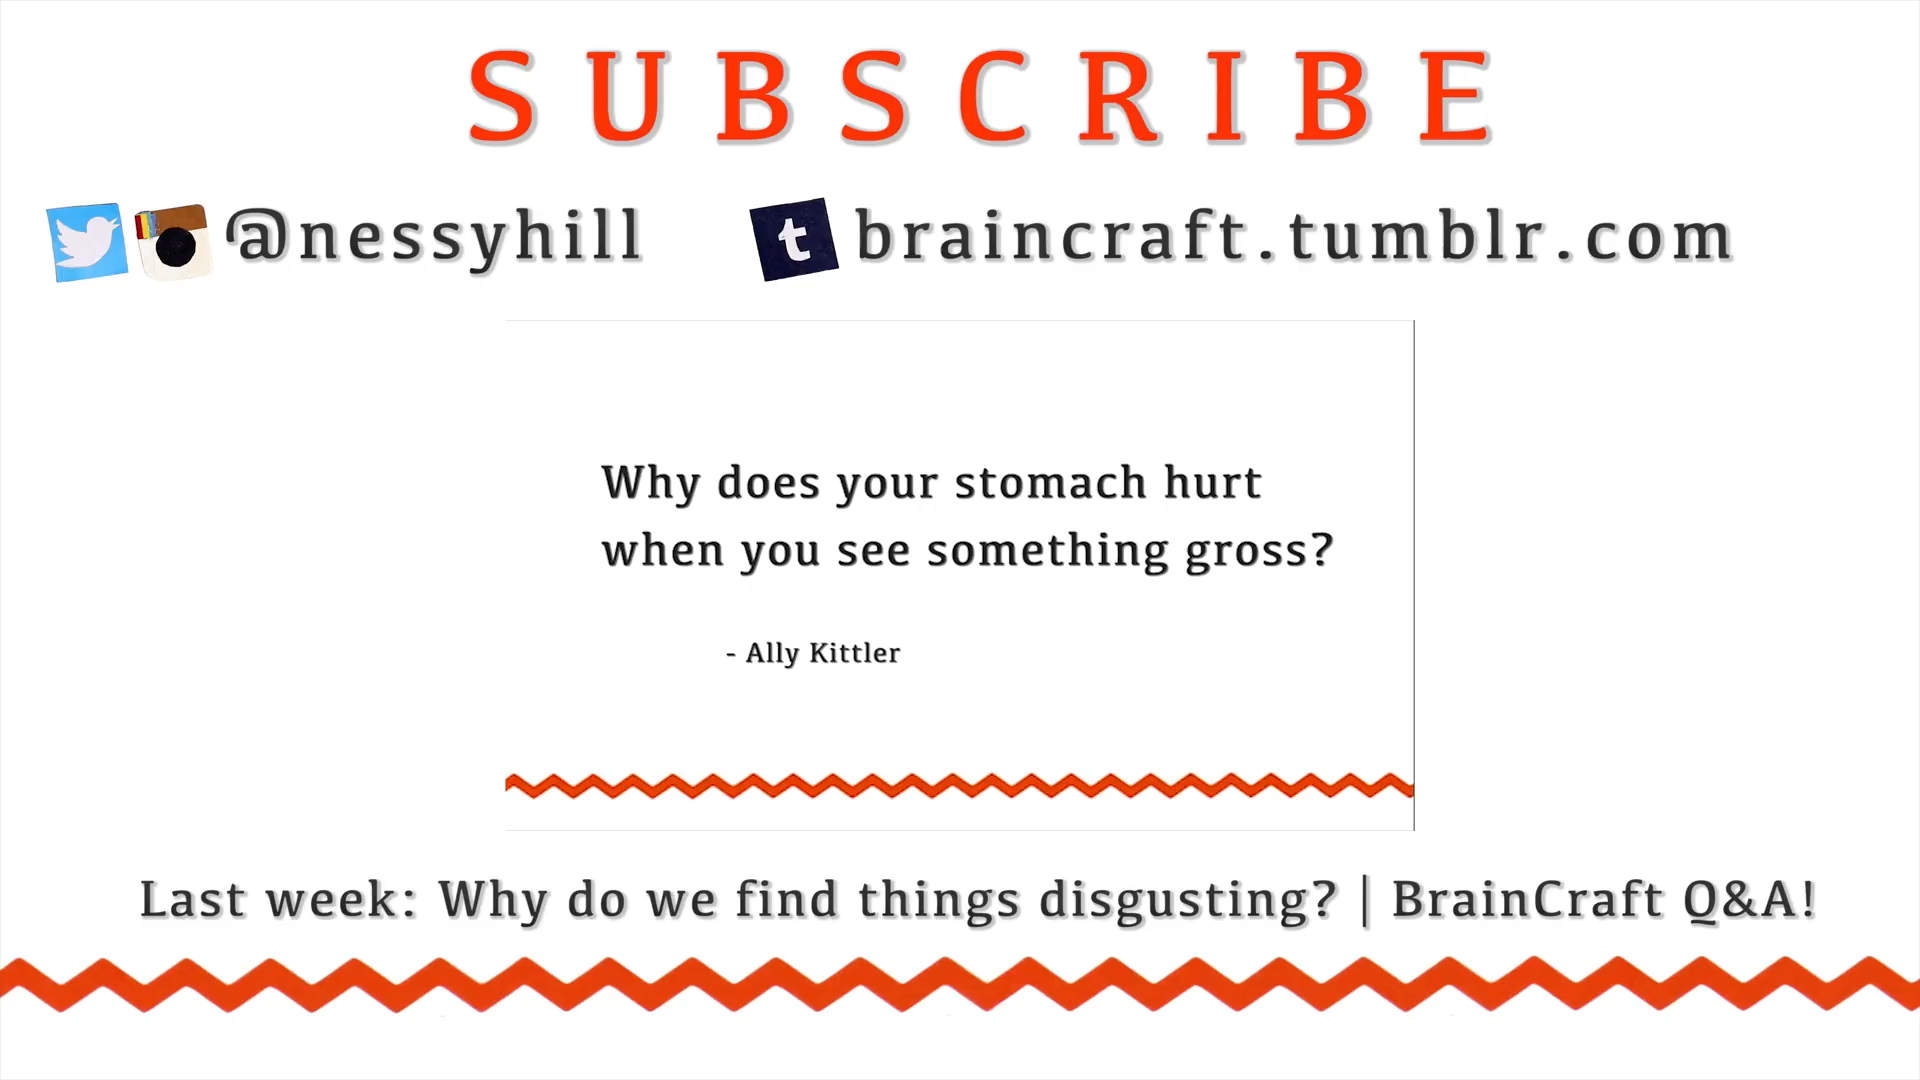 SUBSCRIBE
@nessyhill
t braincraft.tumblr.com
Why does your stomach hurt
when you see something gross?
- Ally Kittler
Last week: Why do we find things disgusting? | BrainCraft Q&A!